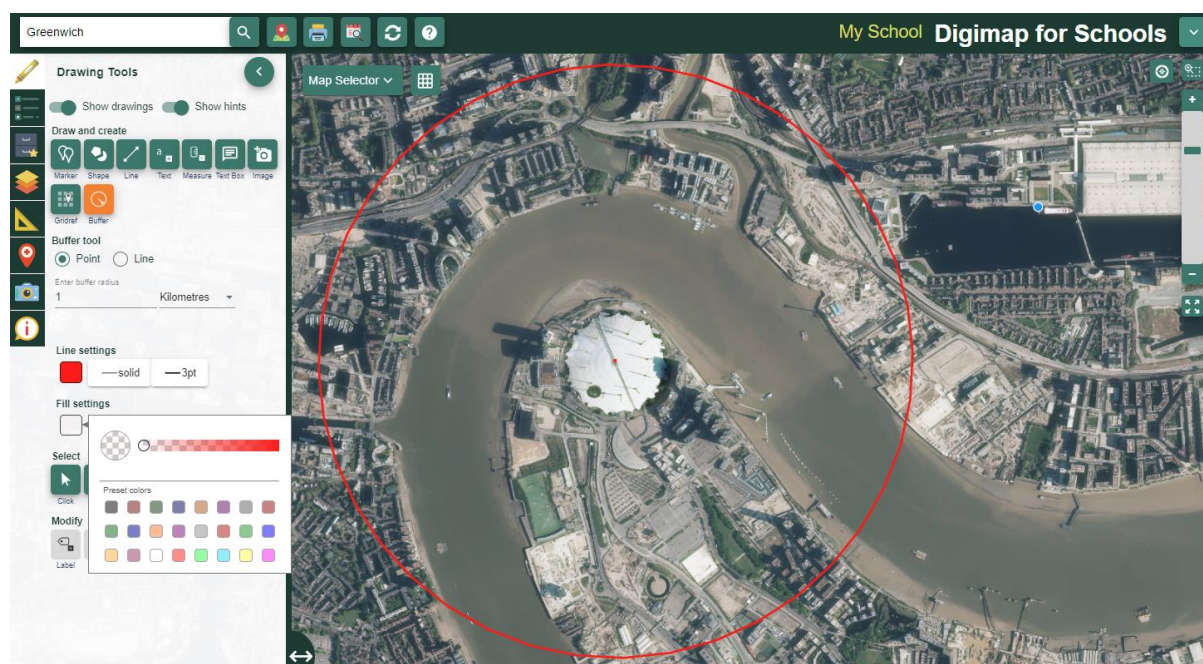 Greenwich
My School Digimap for Schools
Drawing Tools
Show drawings Show hints
Draw and create
Marker Shape Line Text Measure Text Box Image
Gridref Buffer
Buffer tool
Point Line
Enter buffer radius
1 Kilometres
Line settings
solid 3pt
Fill settings
Preset colors
Select
Click
Modify
Label
Map Selector